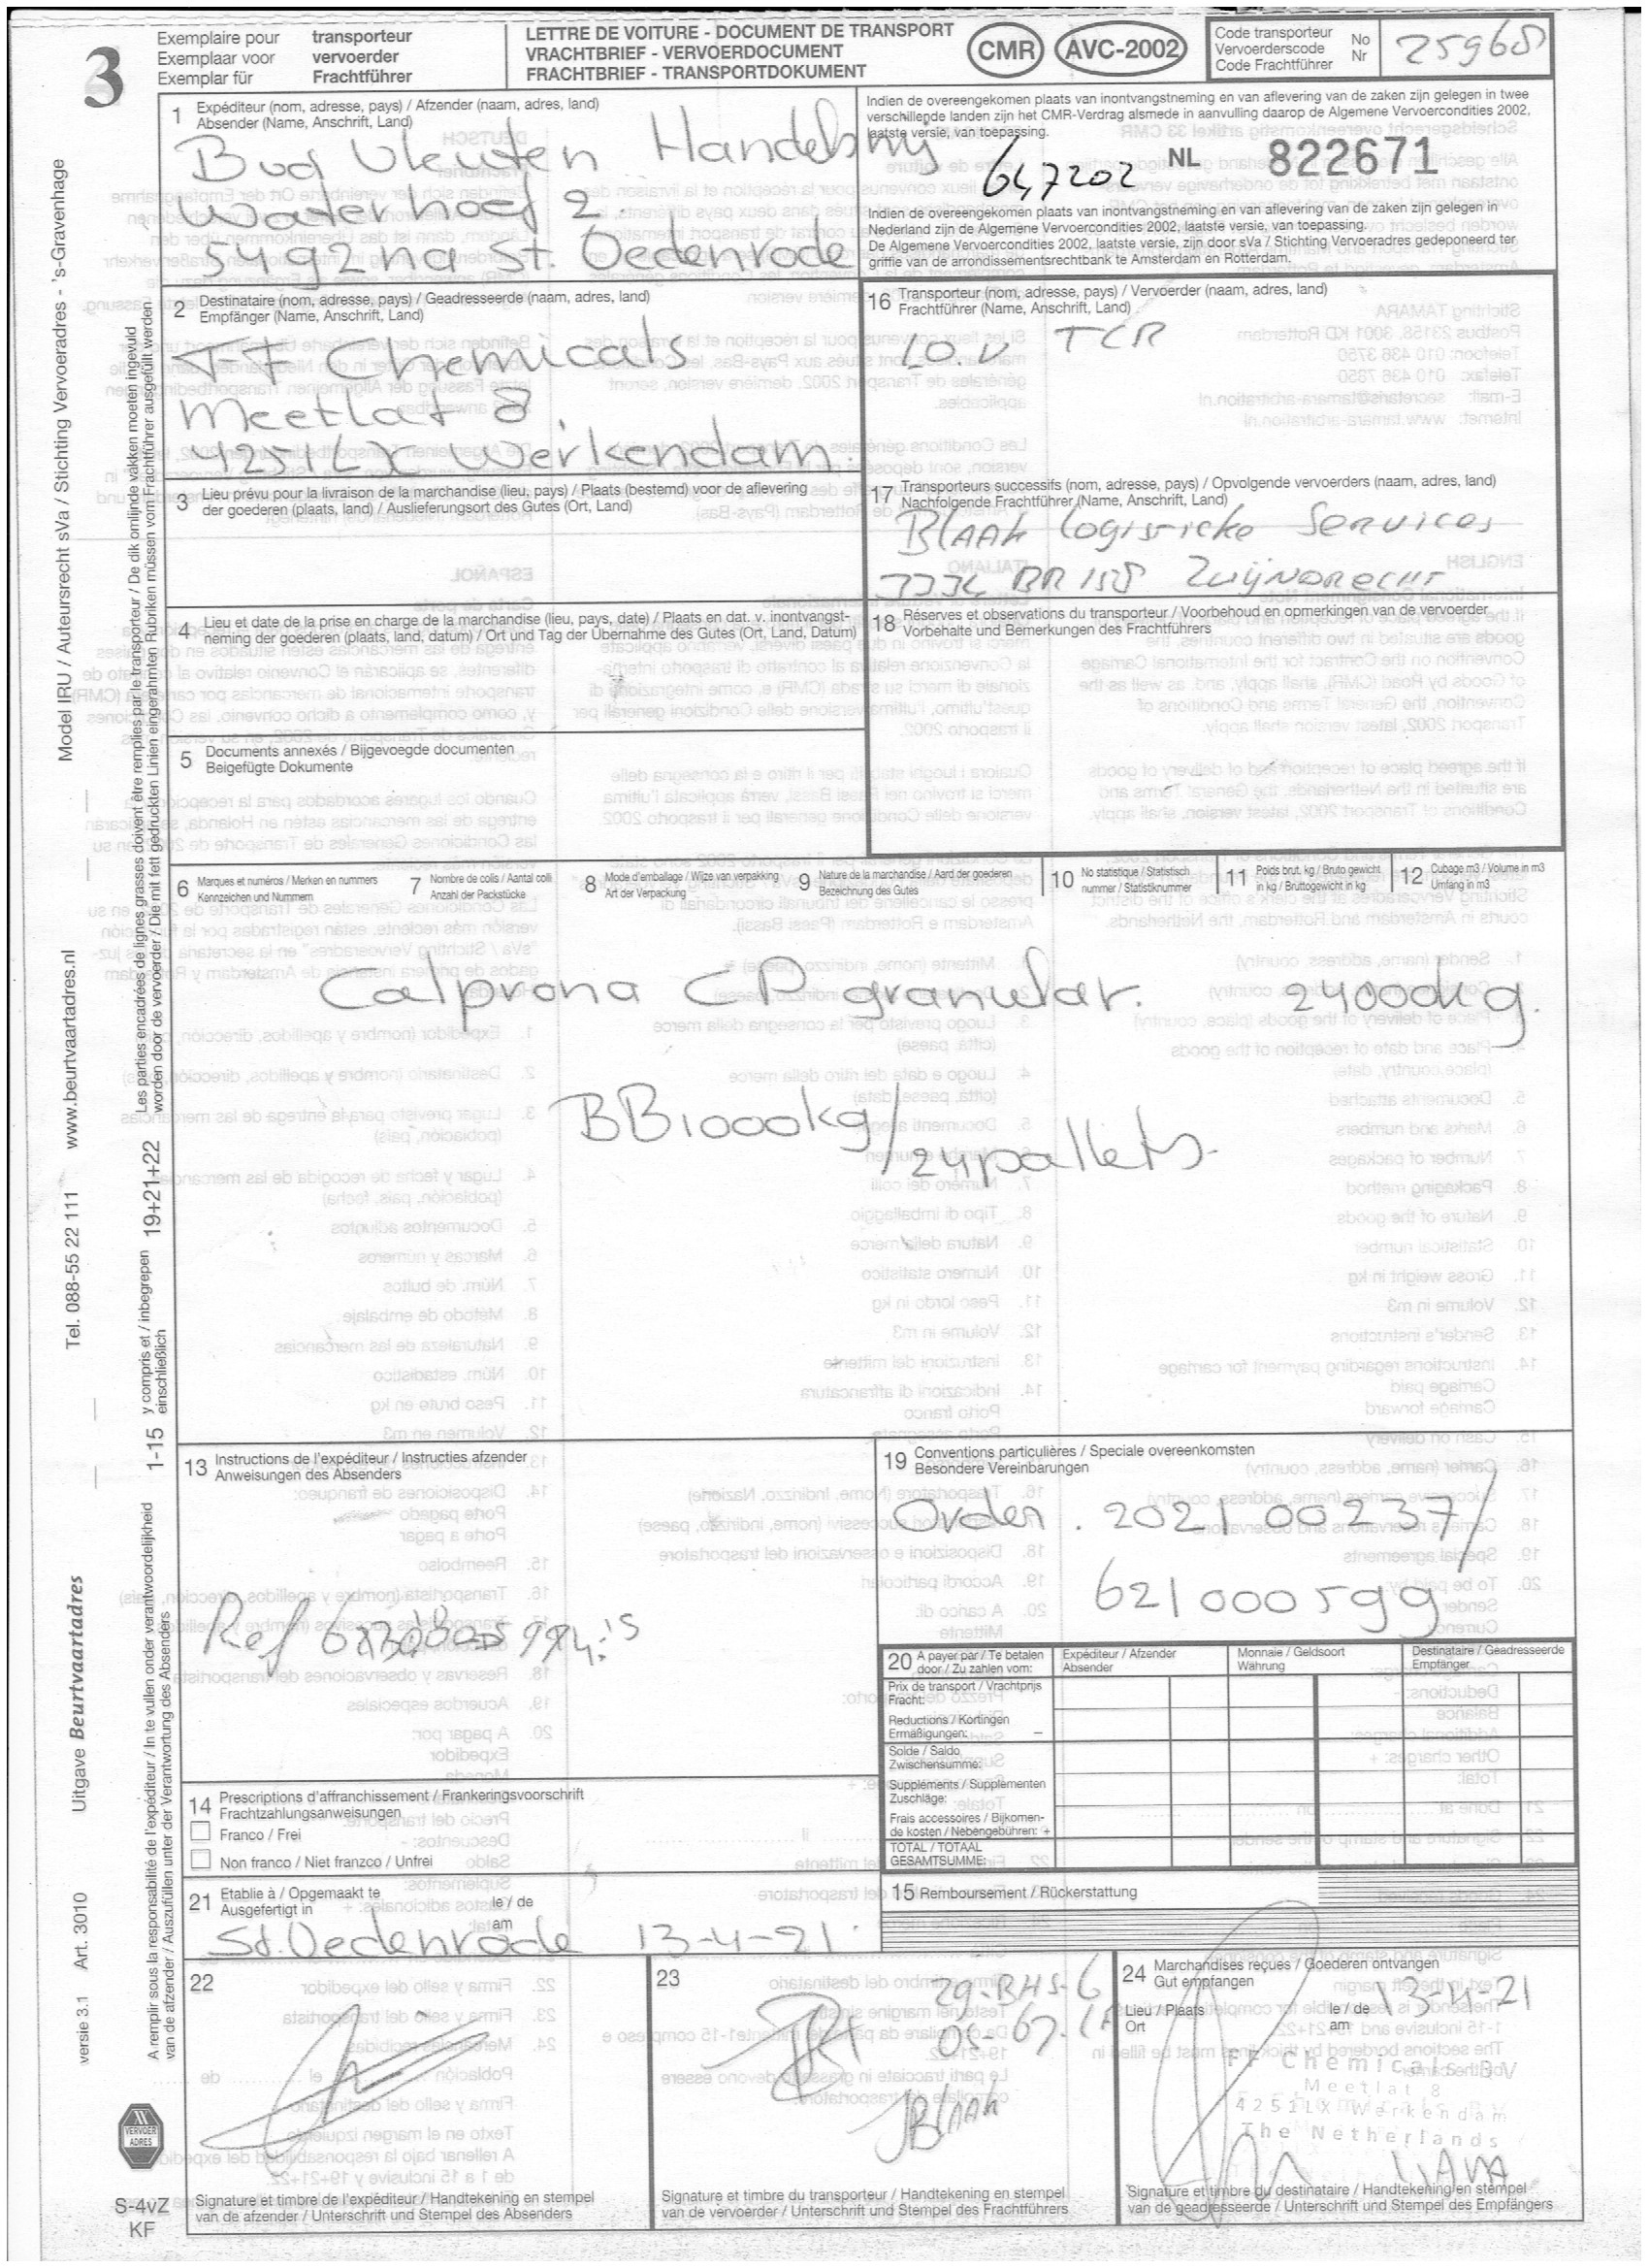 3
Exemplaire pour transporteur
Exemplaar voor vervoerder
Exemplar für Frachtführer
LETTRE DE VOITURE - DOCUMENT DE TRANSPORT
VRACHTBRIEF - VERVOERDOCUMENT
FRACHTBRIEF - TRANSPORTDOKUMENT
CMR AVC-2002
Code transporteur No
Vervoerderscode Nr
Code Frachtführer
25968
1 Expéditeur (nom, adresse, pays) / Afzender (naam, adres, land)
Absender (Name, Anschrift, Land)
Handels mij
Waterhoef 2
St. Oedenrode
Indien de overeengekomen plaats van inontvangstneming en van aflevering van de zaken zijn gelegen in twee
verschillende landen zijn het CMR-Verdrag alsmede in aanvulling daarop de Algemene Vervoercondities 2002,
laatste versie, van toepassing.
647202
NL 822671
Indien de overeengekomen plaats van inontvangstneming en van aflevering van de zaken zijn gelegen in
Nederland zijn de Algemene Vervoercondities 2002, laatste versie, van toepassing.
De Algemene Vervoercondities 2002, laatste versie, zijn door sVa / Stichting Vervoeradres gedeponeerd ter
griffie van de arrondissementsrechtbank te Amsterdam en Rotterdam.
2 Destinataire (nom, adresse, pays) / Geadresseerde (naam, adres, land)
Empfänger (Name, Anschrift, Land)
FF Chemicals
Meetlat 8
4251LX Werkendam.
16 Transporteur (nom, adresse, pays) / Vervoerder (naam, adres, land)
Frachtführer (Name, Anschrift, Land)
I.O.V. TCR
3 Lieu prévu pour la livraison de la marchandise (lieu, pays) / Plaats (bestemd) voor de aflevering
der goederen (plaats, land) / Auslieferungsort des Gutes (Ort, Land)
17 Transporteurs successifs (nom, adresse, pays) / Opvolgende vervoerders (naam, adres, land)
Nachfolgende Frachtführer (Name, Anschrift, Land)
Blaak Logistieke Services
BR 158 Zwijndrecht
4 Lieu et date de la prise en charge de la marchandise (lieu, pays, date) / Plaats en dat. v. inontvangst-
neming der goederen (plaats, land, datum) / Ort und Tag der Übernahme des Gutes (Ort, Land, Datum)
18 Réserves et observations du transporteur / Voorbehoud en opmerkingen van de vervoerder
Vorbehalte und Bemerkungen des Frachtführers
5 Documents annexés / Bijgevoegde documenten
Beigefügte Dokumente
6 Marques et numéros / Merken en nummers
Kennzeichen und Nummern
7 Nombre de colis / Aantal colli
Anzahl der Packstücke
8 Mode d'emballage / Wijze van verpakking
Art der Verpackung
9 Nature de la marchandise / Aard der goederen
Bezeichnung des Gutes
10 No statistique / Statistisch
nummer / Statistiknummer
11 Poids brut. kg / Bruto gewicht
in kg / Bruttogewicht in kg
12 Cubage m3 / Volume in m3
Umfang in m3
Calprona CP granular. 24000kg.
BB1000kg/24pallets.
13 Instructions de l'expéditeur / Instructies afzender
Anweisungen des Absenders
Ref
19 Conventions particulières / Speciale overeenkomsten
Besondere Vereinbarungen
Order . 202100237/
621000599
20 A payer par / Te betalen
door / Zu zahlen vom:
Expéditeur / Afzender
Absender
Monnaie / Geldsoort
Währung
Destinataire / Geadresseerde
Empfänger
Prix de transport / Vrachtprijs
Fracht:
Reductions / Kortingen
Ermäßigungen: –
Solde / Saldo
Zwischensumme:
Suppléments / Supplementen
Zuschläge:
Frais accessoires / Bijkomen-
de kosten / Nebengebühren: +
TOTAL / TOTAAL
GESAMTSUMME:
14 Prescriptions d'affranchissement / Frankeringsvoorschrift
Frachtzahlungsanweisungen
Franco / Frei
Non franco / Niet franzco / Unfrei
21 Etablie à / Opgemaakt te le / de
Ausgefertigt in am
St. Oedenrode 13-4-21
15 Remboursement / Rückerstattung
22
Signature et timbre de l'expéditeur / Handtekening en stempel
van de afzender / Unterschrift und Stempel des Absenders
23
29-BHS-6
Blaak
Signature et timbre du transporteur / Handtekening en stempel
van de vervoerder / Unterschrift und Stempel des Frachtführers
24 Marchandises reçues / Goederen ontvangen
Gut empfangen
Lieu / Plaats le / de
Ort am
13-4-21
FF Chemicals BV
Meetlat 8
4251LX Werkendam
The Netherlands
Signature et timbre du destinataire / Handtekening en stempel
van de geadresseerde / Unterschrift und Stempel des Empfängers
Model IRU / Auteursrecht sVa / Stichting Vervoeradres - 's-Gravenhage
www.beurtvaartadres.nl
Tel. 088-55 22 111
Uitgave Beurtvaartadres
Art. 3010
versie 3.1
Les parties encadrées de lignes grasses doivent être remplies par le transporteur / De dik omlijnde vakken moeten ingevuld
worden door de vervoerder / Die mit fett gedruckten Linien eingerahmten Rubriken müssen vom Frachtführer ausgefüllt werden
1-15 y compris et / inbegrepen 19+21+22
einschließlich
A remplir sous la responsabilité de l'expéditeur / In te vullen onder verantwoordelijkheid
van de afzender / Auszufüllen unter der Verantwortung des Absenders
VERVOER
ADRES
S-4vZ
KF